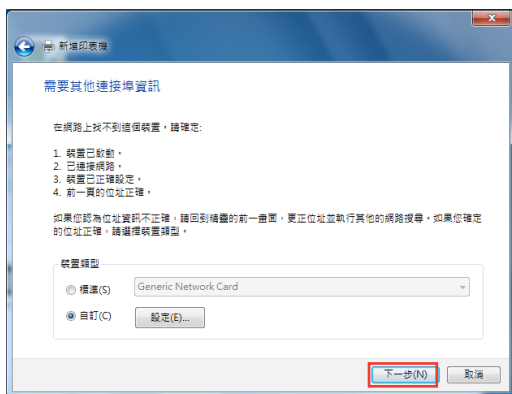 新增印表機
需要其他連接埠資訊
在網路上找不到這個裝置，請確定:
1. 裝置已啟動。
2. 已連接網路。
3. 裝置已正確設定。
4. 前一頁的位址正確。
如果您認為位址資訊不正確，請回到精靈的前一畫面，更正位址並執行其他的網路搜尋。如果您確定
的位址正確，請選擇裝置類型。
裝置類型
標準(S) Generic Network Card
自訂(C) 設定(E)...
下一步(N) 取消